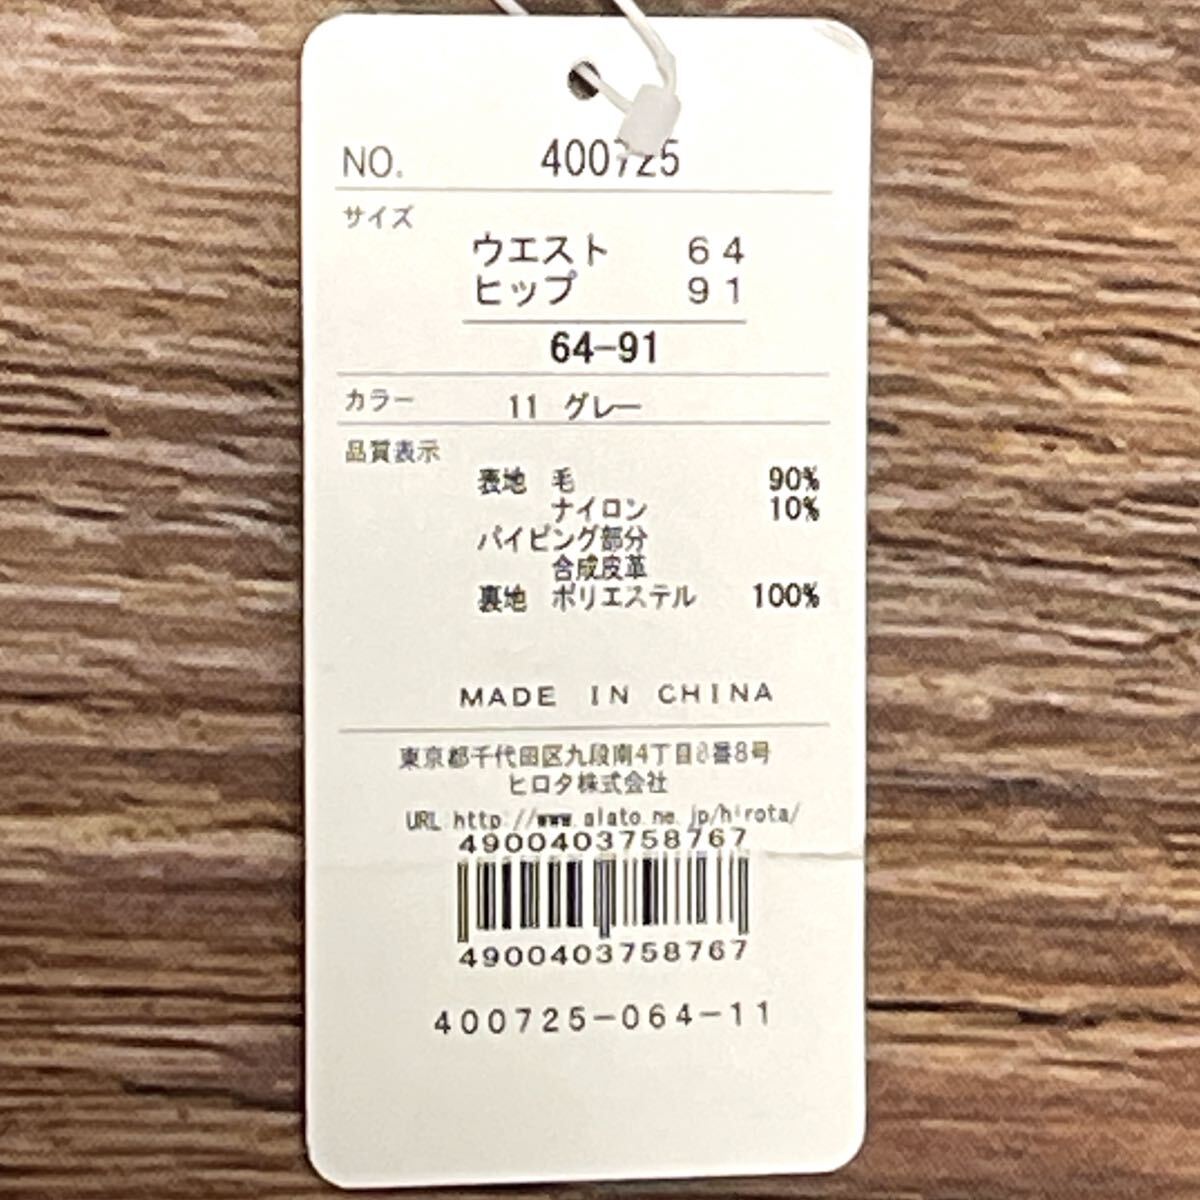 NO. 400725
サイズ
ウエスト 64
ヒップ 91
64-91
カラー 11 グレー
品質表示
表地 毛 90%
ナイロン 10%
パイピング部分
合成皮革
裏地 ポリエステル 100%
MADE IN CHINA
東京都千代田区九段南4丁目8番8号
ヒロタ株式会社
URL http://www.alato.ne.jp/hirota/
4900403758767
4900403758767
400725-064-11